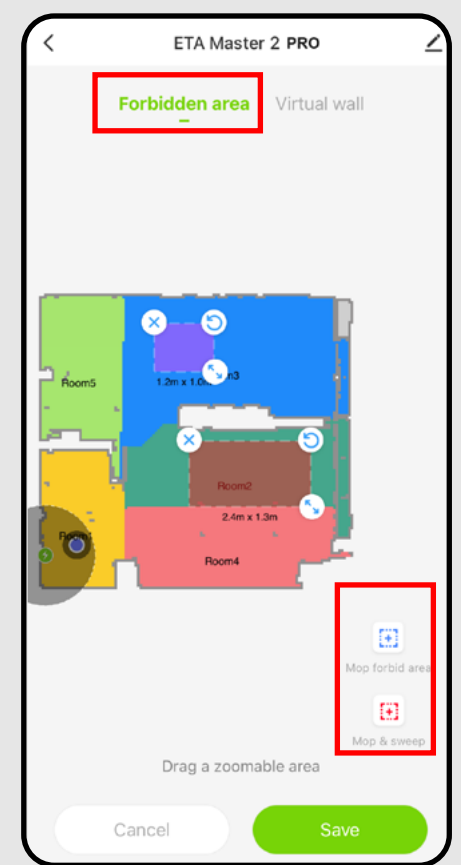 ETA Master 2 PRO
Forbidden area
Virtual wall
Room5
1.2m x 1.0m
Room2
2.4m x 1.3m
Room4
Mop forbid area
Mop & sweep
Drag a zoomable area
Cancel
Save